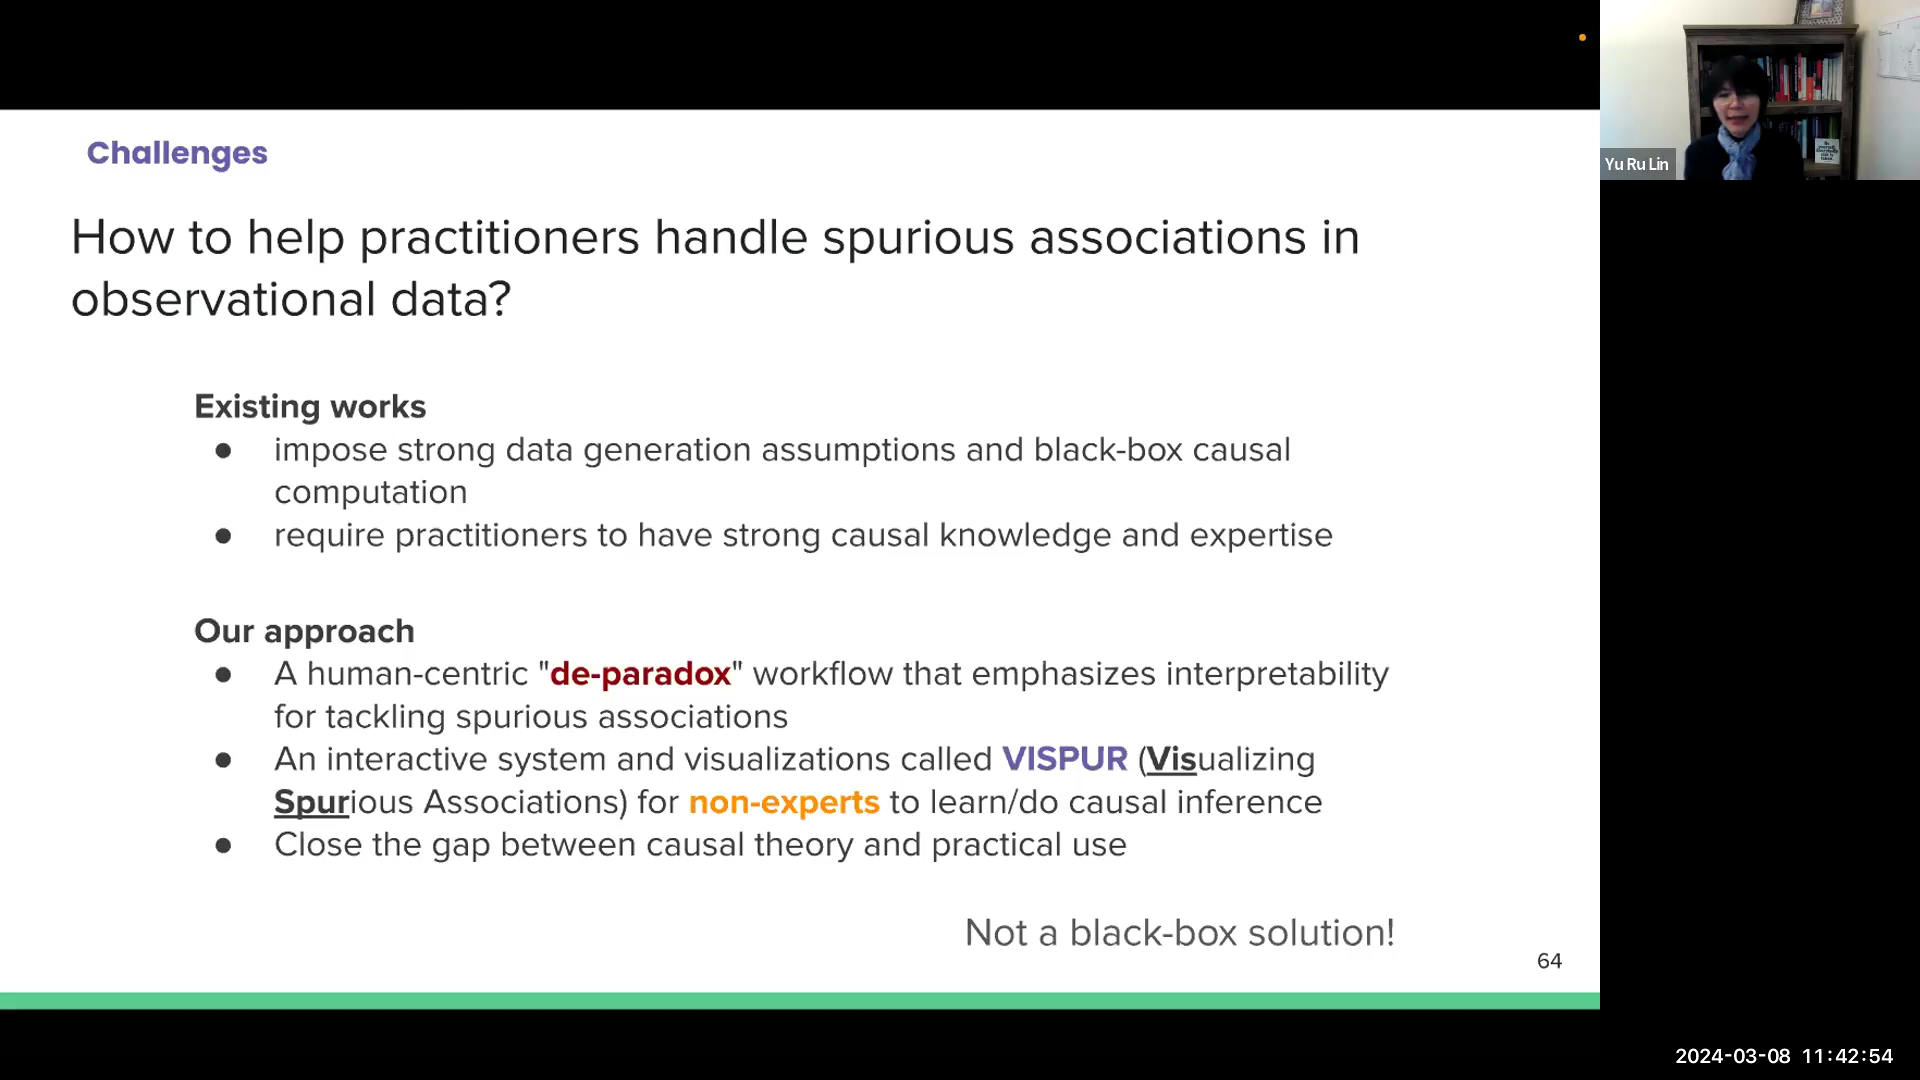 Challenges
How to help practitioners handle spurious associations in
observational data?
Existing works
● impose strong data generation assumptions and black-box causal
computation
● require practitioners to have strong causal knowledge and expertise
Our approach
● A human-centric "de-paradox" workflow that emphasizes interpretability
for tackling spurious associations
● An interactive system and visualizations called VISPUR (Visualizing
Spurious Associations) for non-experts to learn/do causal inference
● Close the gap between causal theory and practical use
Not a black-box solution!
64
Yu Ru Lin
2024-03-08 11:42:54